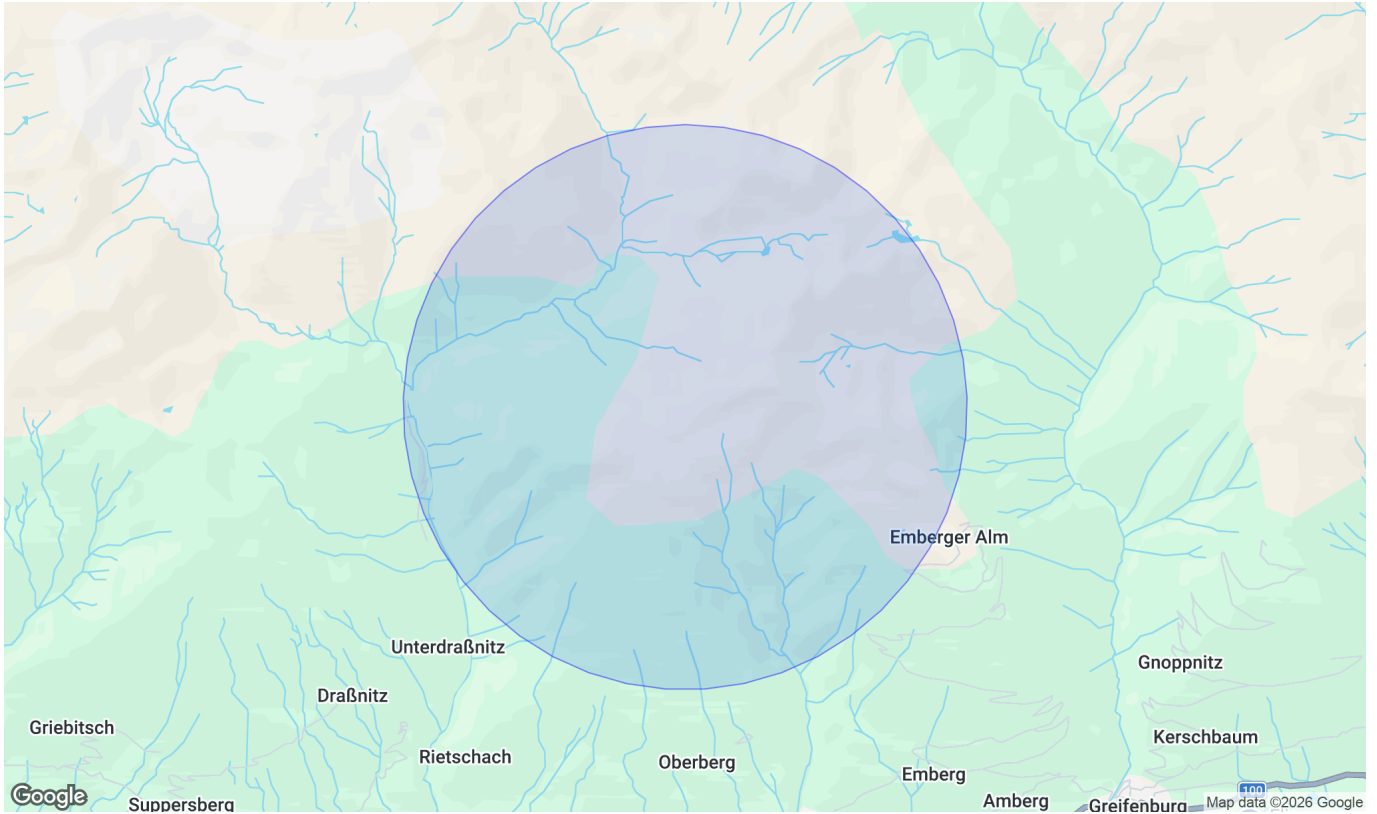 Emberger Alm
Unterdraßnitz
Gnoppnitz
Draßnitz
Griebitsch
Kerschbaum
Rietschach
Oberberg
Emberg
100
Google
Suppersberg
Amberg
Greifenburg
Map data ©2026 Google